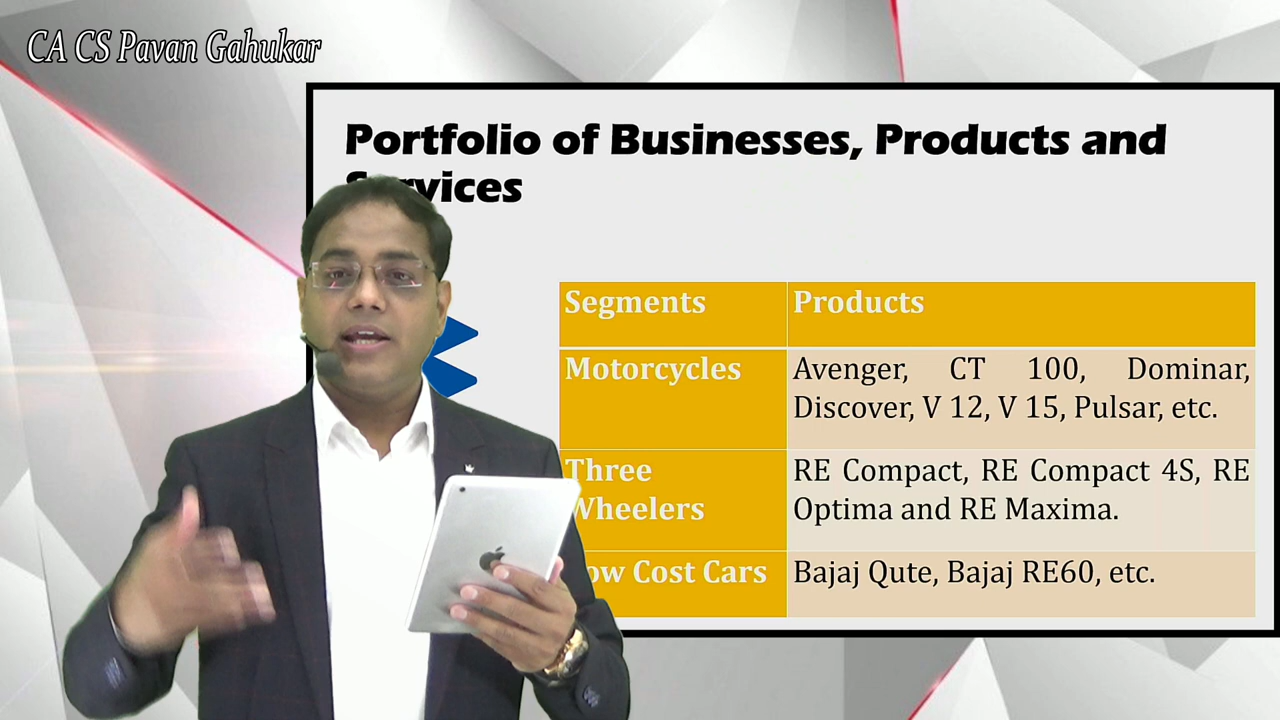 CA CS Pavan Gahukar
Portfolio of Businesses, Products and
Services
Segments
Products
Motorcycles
Avenger, CT 100, Dominar,
Discover, V 12, V 15, Pulsar, etc.
Three
Wheelers
RE Compact, RE Compact 4S, RE
Optima and RE Maxima.
Low Cost Cars
Bajaj Qute, Bajaj RE60, etc.